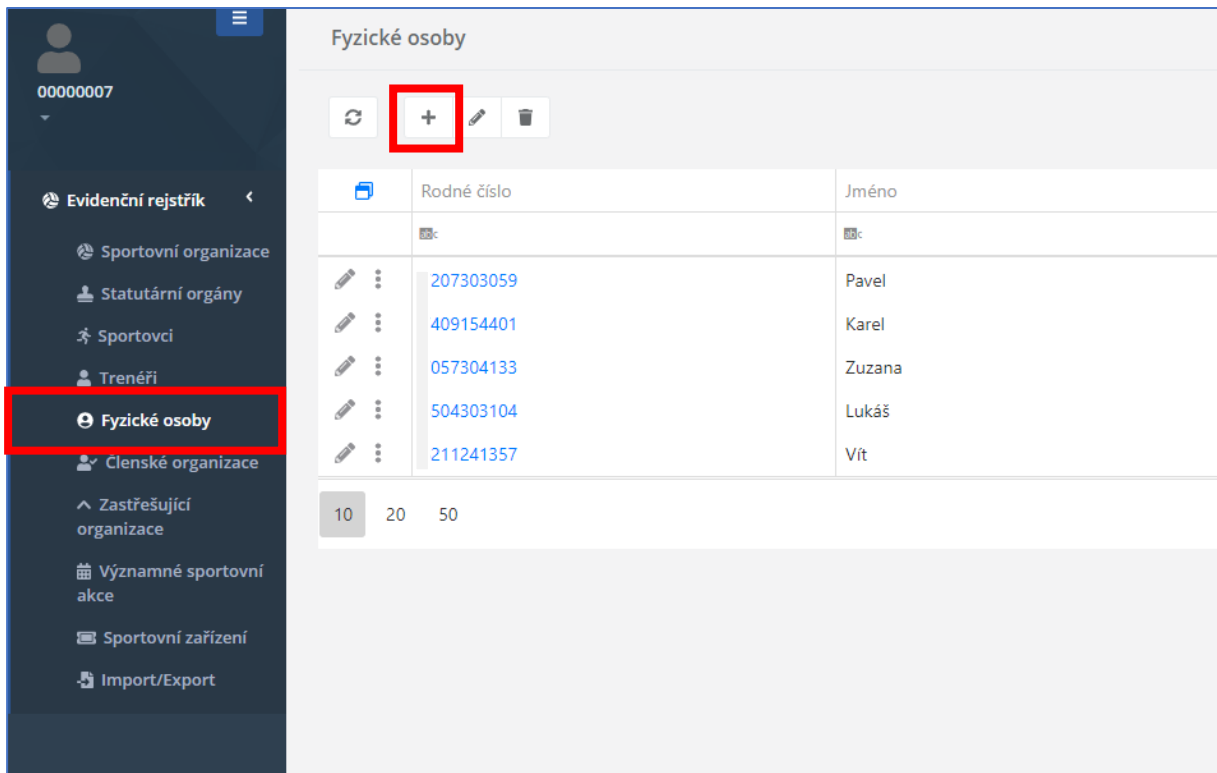 Fyzické osoby
00000007
Evidenční rejstřík
Sportovní organizace
Statutární orgány
Sportovci
Trenéři
Fyzické osoby
Členské organizace
Zastřešující
organizace
Významné sportovní
akce
Sportovní zařízení
Import/Export
Rodné číslo Jméno
abc abc
207303059 Pavel
409154401 Karel
057304133 Zuzana
504303104 Lukáš
211241357 Vít
10 20 50